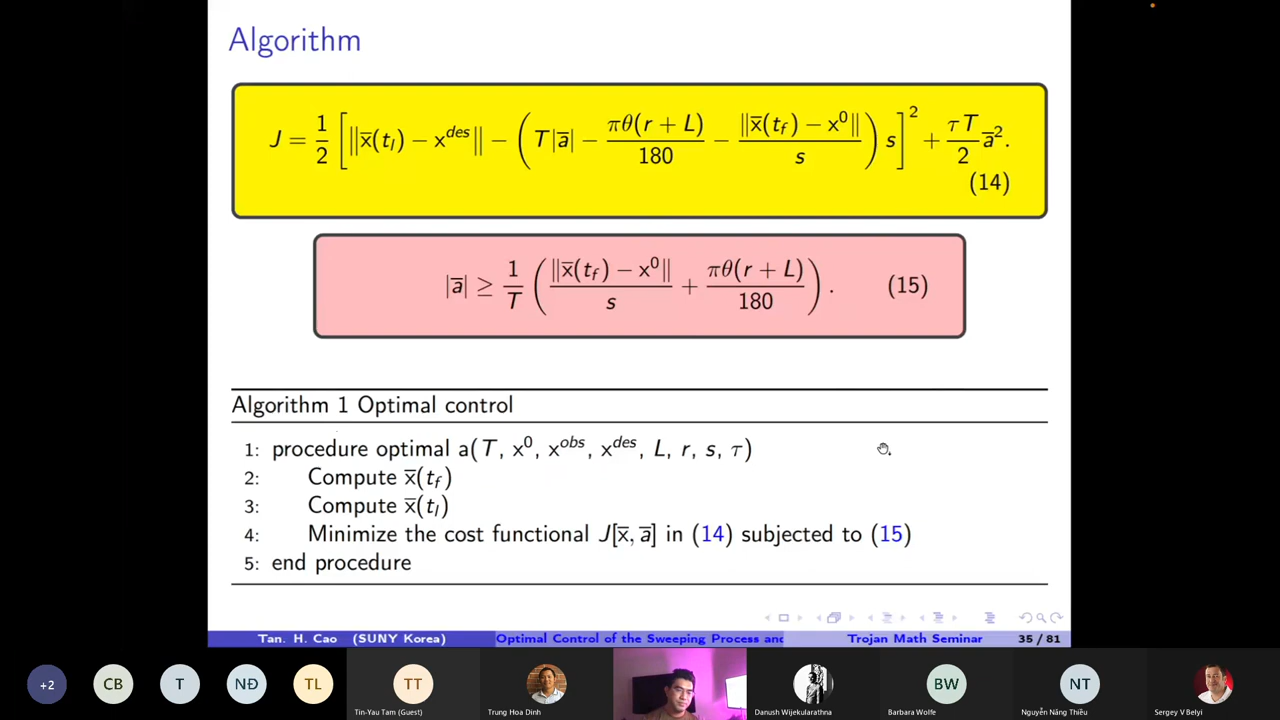 Algorithm
J = 1/2 [ ‖x̅(t_l) − x^des‖ − ( T|a̅| − πθ(r + L)/180 − ‖x̅(t_f) − x^0‖/s ) s ]^2 + τT/2 a̅^2.
(14)
|a̅| ≥ 1/T ( ‖x̅(t_f) − x^0‖/s + πθ(r + L)/180 ). (15)
Algorithm 1 Optimal control
1: procedure optimal a(T, x^0, x^obs, x^des, L, r, s, τ)
2: Compute x̅(t_f)
3: Compute x̅(t_l)
4: Minimize the cost functional J[x̅, a̅] in (14) subjected to (15)
5: end procedure
Tan. H. Cao (SUNY Korea) Optimal Control of the Sweeping Process and Trojan Math Seminar 35 / 81
+2 CB T NĐ TL TT BW NT
Tin-Yau Tam (Guest) Trung Hoa Dinh Danush Wijekularathna Barbara Wolfe Nguyễn Năng Thiều Sergey V Belyi